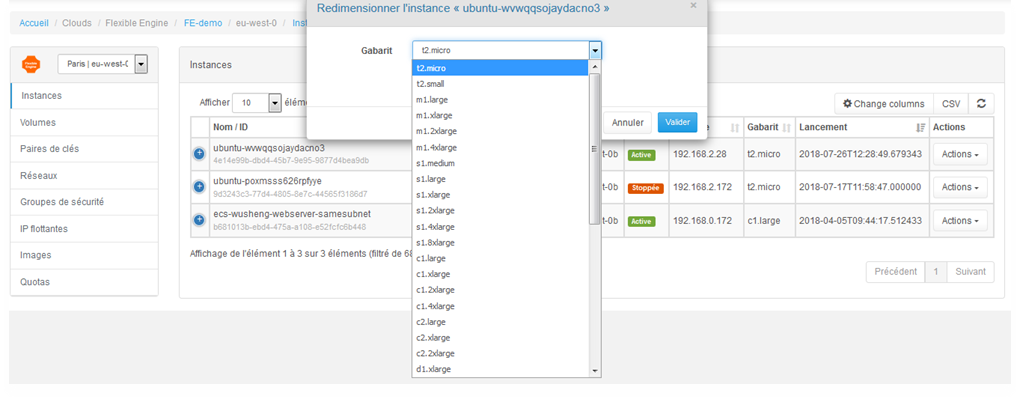 Redimensionner l'instance « ubuntu-wvwqqsojaydacno3 »
×
Accueil / Clouds / Flexible Engine / FE-demo / eu-west-0 / Inst
Gabarit t2.micro
Paris | eu-west-0
Instances
Volumes
Paires de clés
Réseaux
Groupes de sécurité
IP flottantes
Images
Quotas
Instances
Afficher 10 élém
Annuler Valider
Change columns CSV
t2.micro
t2.small
m1.large
m1.xlarge
m1.2xlarge
m1.4xlarge
s1.medium
s1.large
s1.xlarge
s1.2xlarge
s1.4xlarge
s1.8xlarge
c1.large
c1.xlarge
c1.2xlarge
c1.4xlarge
c2.large
c2.xlarge
c2.2xlarge
d1.xlarge
Nom / ID Gabarit Lancement Actions
ubuntu-wvwqqsojaydacno3 t-0b Active 192.168.2.28 t2.micro 2018-07-26T12:28:49.679343 Actions
4e14e99b-dbd4-45b7-9e95-9877d4bea9db
ubuntu-poxmsss626rpfyye t-0b Stoppée 192.168.2.172 t2.micro 2018-07-17T11:58:47.000000 Actions
9d3243c3-77d4-4805-8e7c-44565f3186d7
ecs-wusheng-webserver-samesubnet t-0b Active 192.168.0.172 c1.large 2018-04-05T09:44:17.512433 Actions
b681013b-ebd4-475a-a108-e52fcfc6b448
Affichage de l'élément 1 à 3 sur 3 éléments (filtré de 68
Précédent 1 Suivant